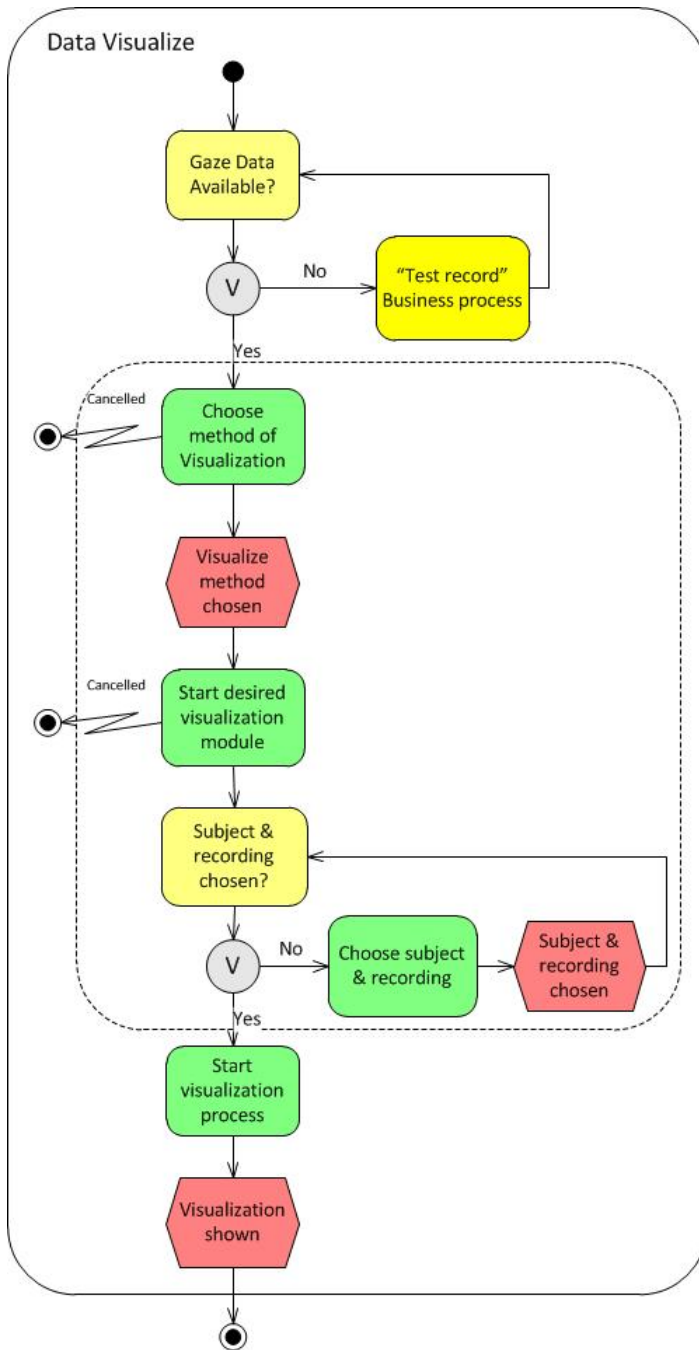 Data Visualize
Gaze Data
Available?
V
No
“Test record”
Business process
Yes
Cancelled
Choose
method of
Visualization
Visualize
method
chosen
Cancelled
Start desired
visualization
module
Subject &
recording
chosen?
V
No
Choose subject
& recording
Subject &
recording
chosen
Yes
Start
visualization
process
Visualization
shown